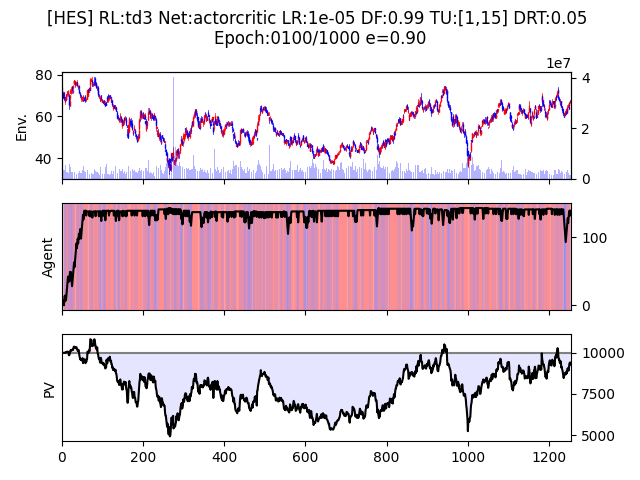 [HES] RL:td3 Net:actorcritic LR:1e-05 DF:0.99 TU:[1,15] DRT:0.05
Epoch:0100/1000 e=0.90
1e7
80
60
40
Env.
4
2
0
Agent
100
0
PV
10000
7500
5000
0 200 400 600 800 1000 1200